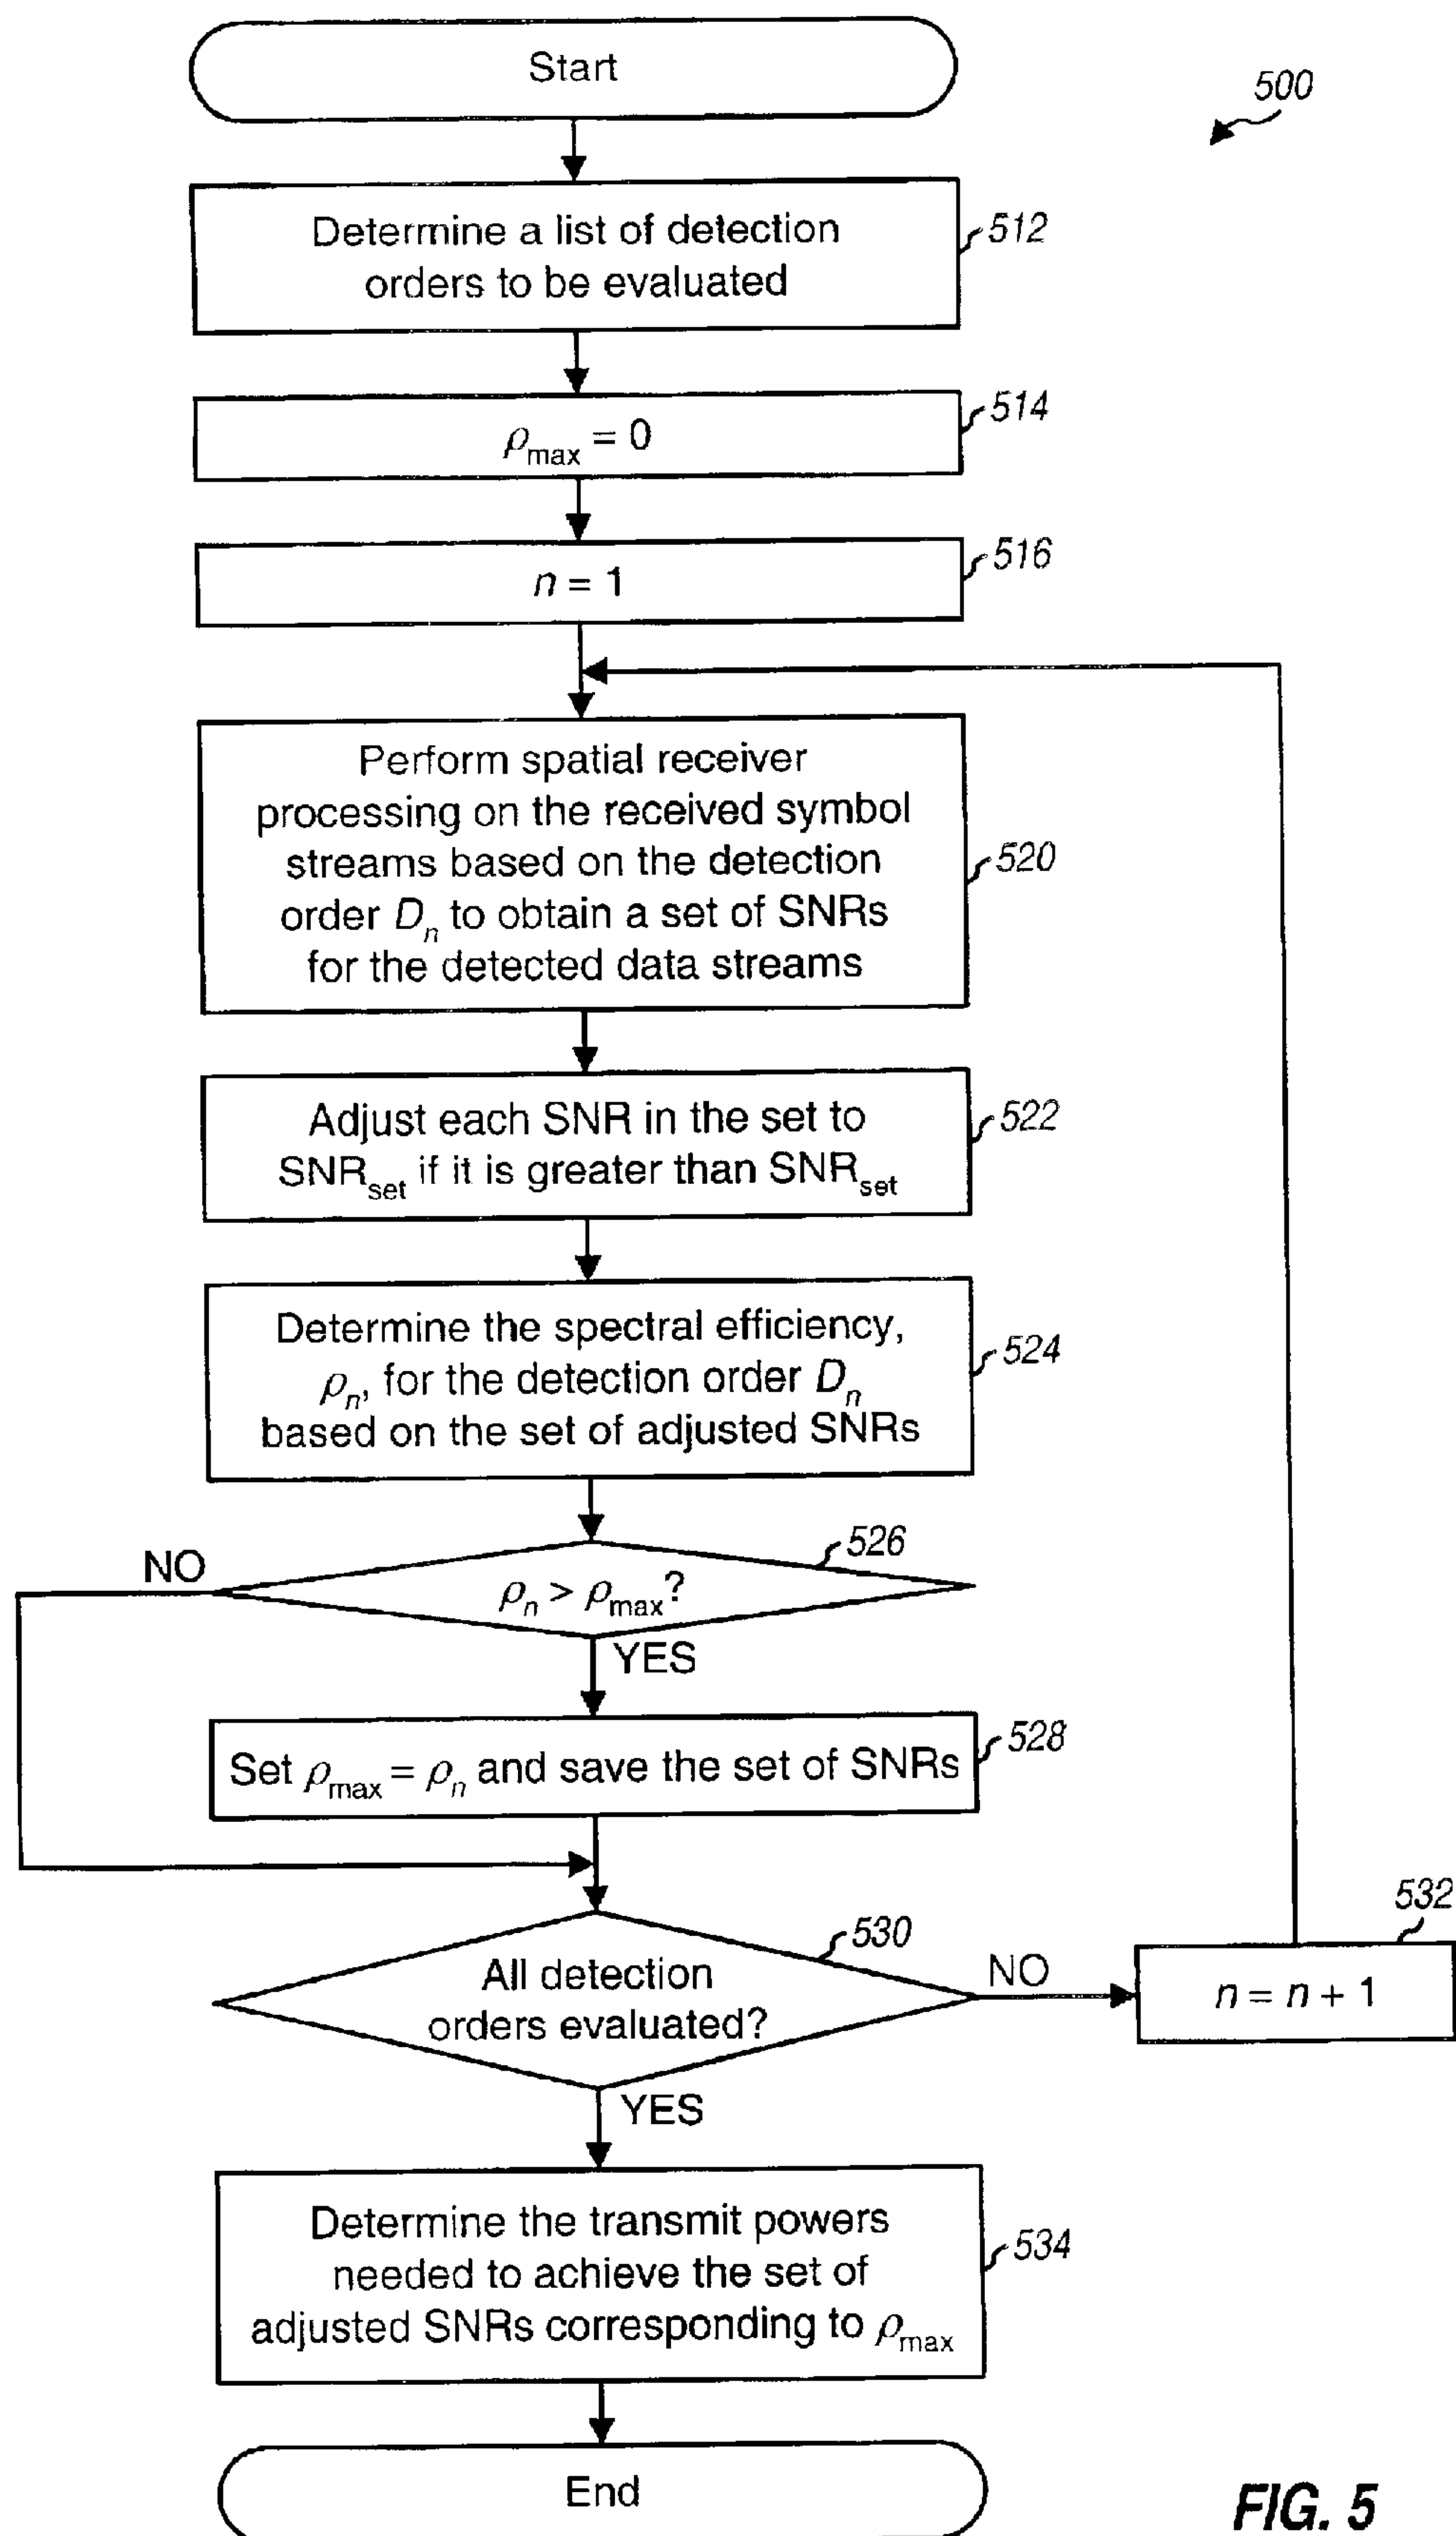 Start
500
Determine a list of detection
orders to be evaluated
512
ρmax = 0
514
n = 1
516
Perform spatial receiver
processing on the received symbol
streams based on the detection
order Dn to obtain a set of SNRs
for the detected data streams
520
Adjust each SNR in the set to
SNRset if it is greater than SNRset
522
Determine the spectral efficiency,
ρn, for the detection order Dn
based on the set of adjusted SNRs
524
NO
526
ρn > ρmax?
YES
Set ρmax = ρn and save the set of SNRs
528
530
All detection
orders evaluated?
NO
532
n = n + 1
YES
Determine the transmit powers
needed to achieve the set of
adjusted SNRs corresponding to ρmax
534
End
FIG. 5